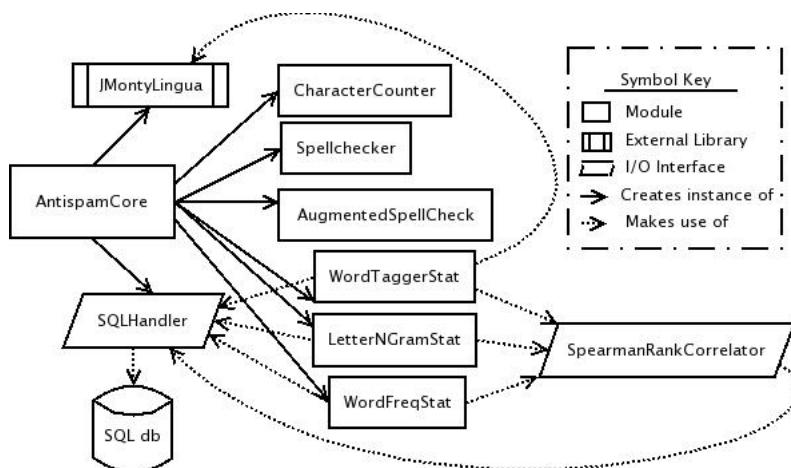 JMontyLingua
CharacterCounter
Symbol Key
Module
Spellchecker
External Library
I/O Interface
AntispamCore
AugmentedSpellCheck
Creates instance of
Makes use of
WordTaggerStat
SQLHandler
LetterNGramStat
SpearmanRankCorrelator
WordFreqStat
SQL db